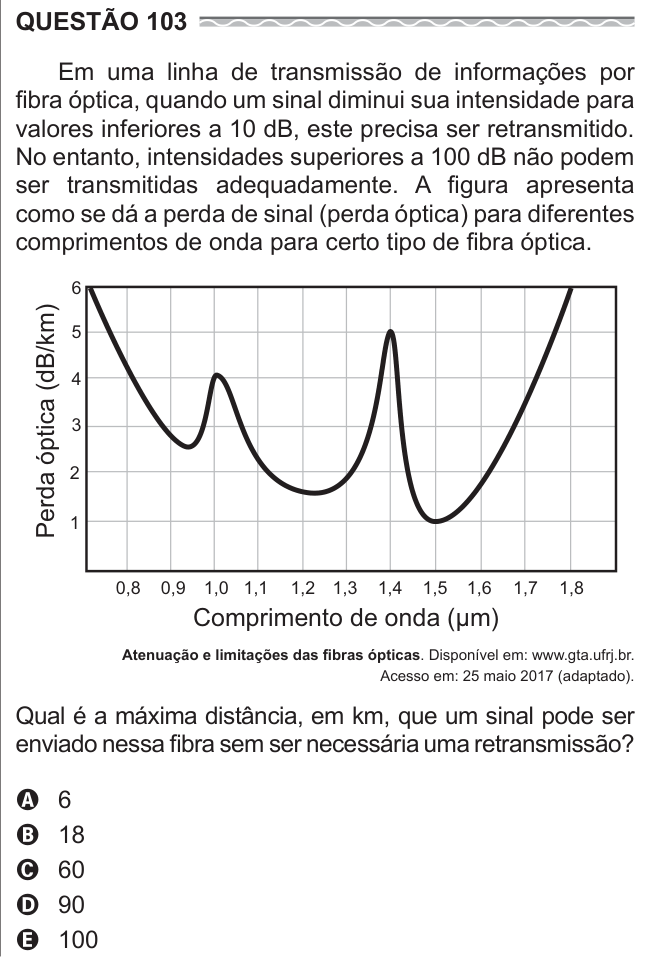 QUESTÃO 103
Em uma linha de transmissão de informações por
fibra óptica, quando um sinal diminui sua intensidade para
valores inferiores a 10 dB, este precisa ser retransmitido.
No entanto, intensidades superiores a 100 dB não podem
ser transmitidas adequadamente. A figura apresenta
como se dá a perda de sinal (perda óptica) para diferentes
comprimentos de onda para certo tipo de fibra óptica.
Perda óptica (dB/km)
6
5
4
3
2
1
0,8 0,9 1,0 1,1 1,2 1,3 1,4 1,5 1,6 1,7 1,8
Comprimento de onda (µm)
Atenuação e limitações das fibras ópticas. Disponível em: www.gta.ufrj.br.
Acesso em: 25 maio 2017 (adaptado).
Qual é a máxima distância, em km, que um sinal pode ser
enviado nessa fibra sem ser necessária uma retransmissão?
A 6
B 18
C 60
D 90
E 100